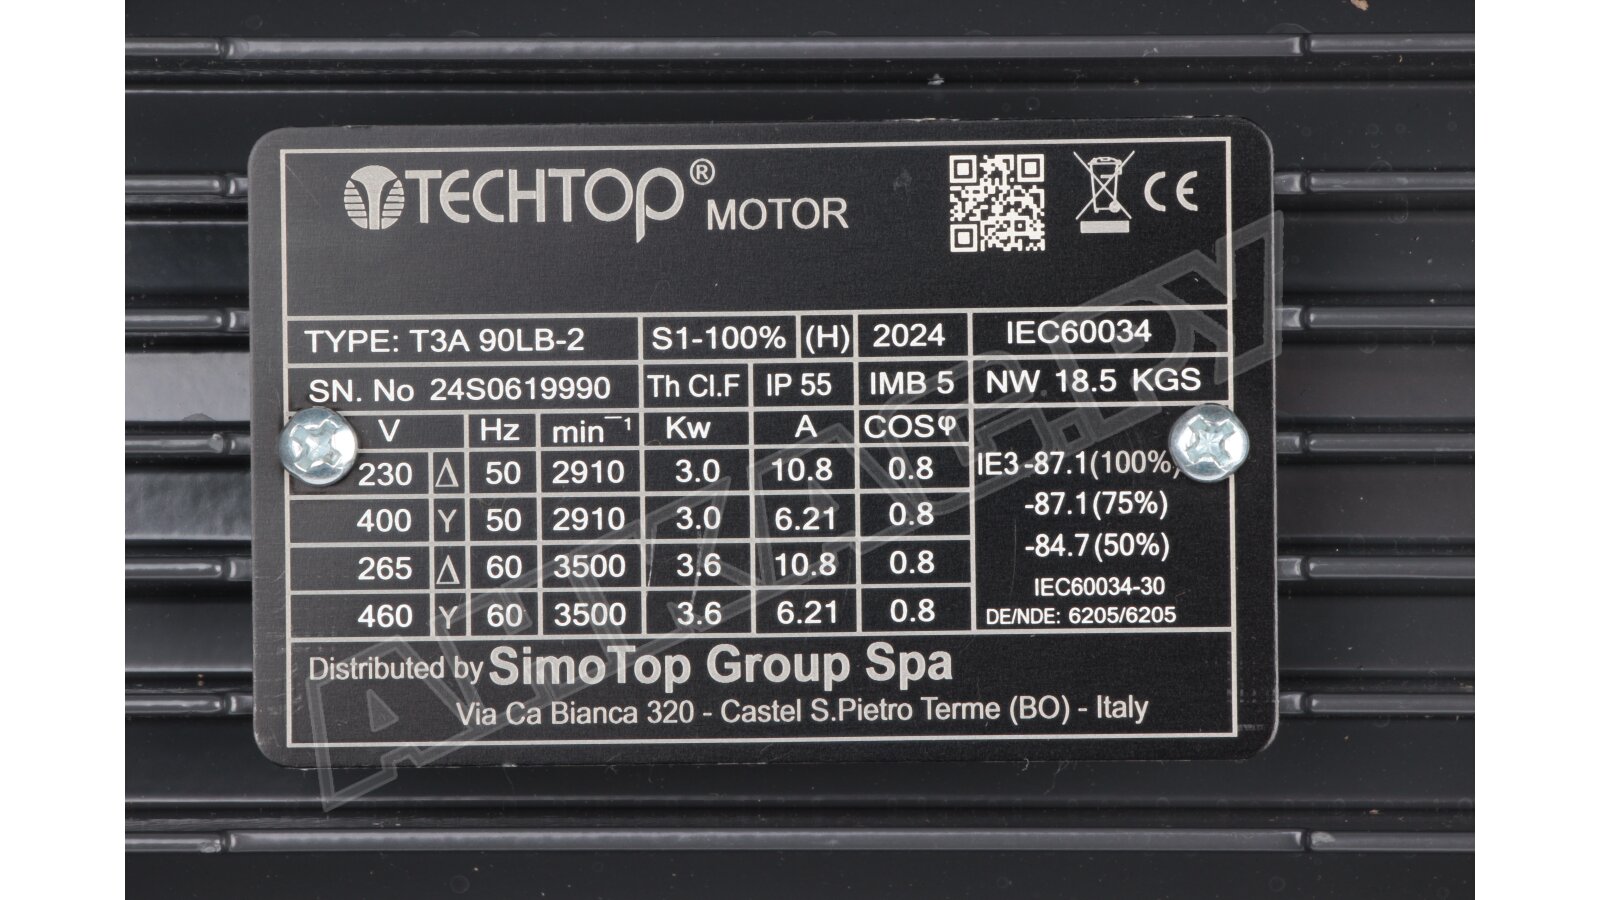 TECHTOP® MOTOR
CE
TYPE: T3A 90LB-2 S1-100% (H) 2024 IEC60034
SN. No 24S0619990 Th Cl.F IP 55 IMB 5 NW 18.5 KGS
V Hz min⁻¹ Kw A COSφ
230 Δ 50 2910 3.0 10.8 0.8
400 Y 50 2910 3.0 6.21 0.8
265 Δ 60 3500 3.6 10.8 0.8
460 Y 60 3500 3.6 6.21 0.8
IE3 -87.1(100%)
-87.1(75%)
-84.7(50%)
IEC60034-30
DE/NDE: 6205/6205
Distributed by SimoTop Group Spa
Via Ca Bianca 320 - Castel S.Pietro Terme (BO) - Italy